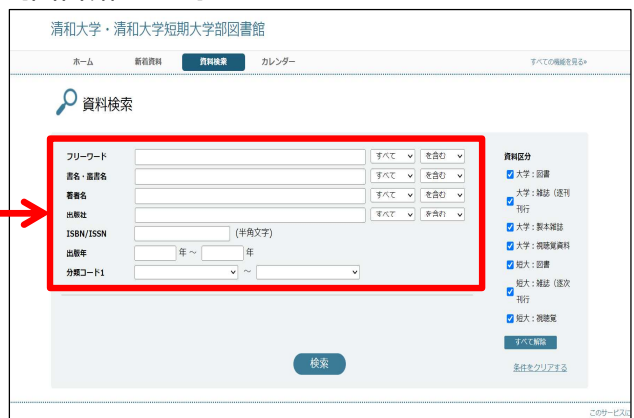 清和大学・清和大学短期大学部図書館
ホーム 新着資料 資料検索 カレンダー すべての機能を見る»
資料検索
フリーワード すべて を含む
書名・叢書名 すべて を含む
著者名 すべて を含む
出版社 すべて を含む
ISBN/ISSN (半角文字)
出版年 年 ~ 年
分類コード1 ~
検索
資料区分
大学:図書
大学:雑誌(逐刊
刊行
大学:製本雑誌
大学:視聴覚資料
短大:図書
短大:雑誌(逐次
刊行
短大:視聴覚
すべて解除
条件をクリアする
このサービスに